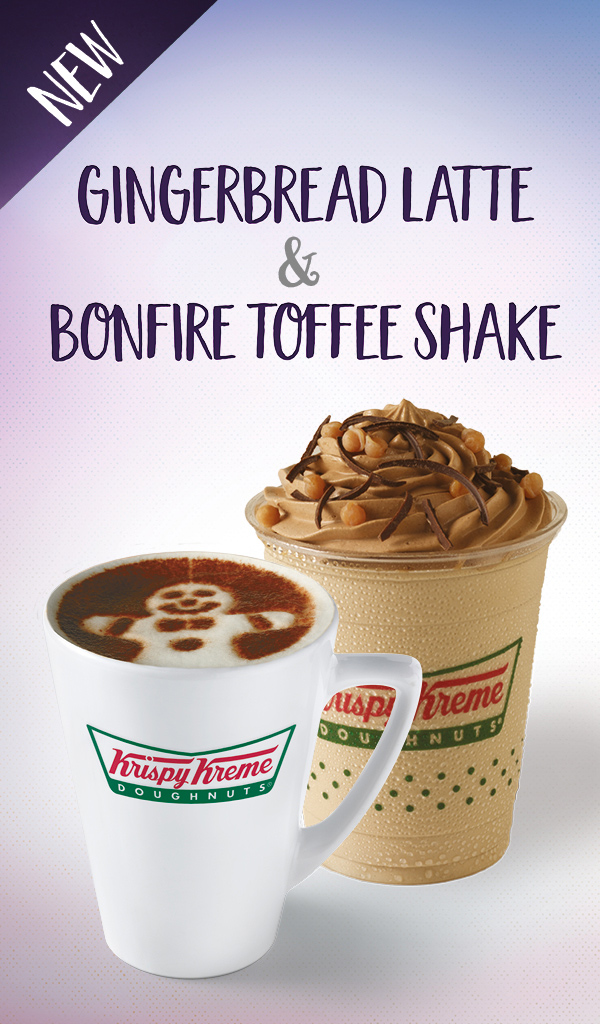 NEW
GINGERBREAD LATTE
&
BONFIRE TOFFEE SHAKE
Krispy Kreme
DOUGHNUTS®
Krispy Kreme
DOUGHNUTS®